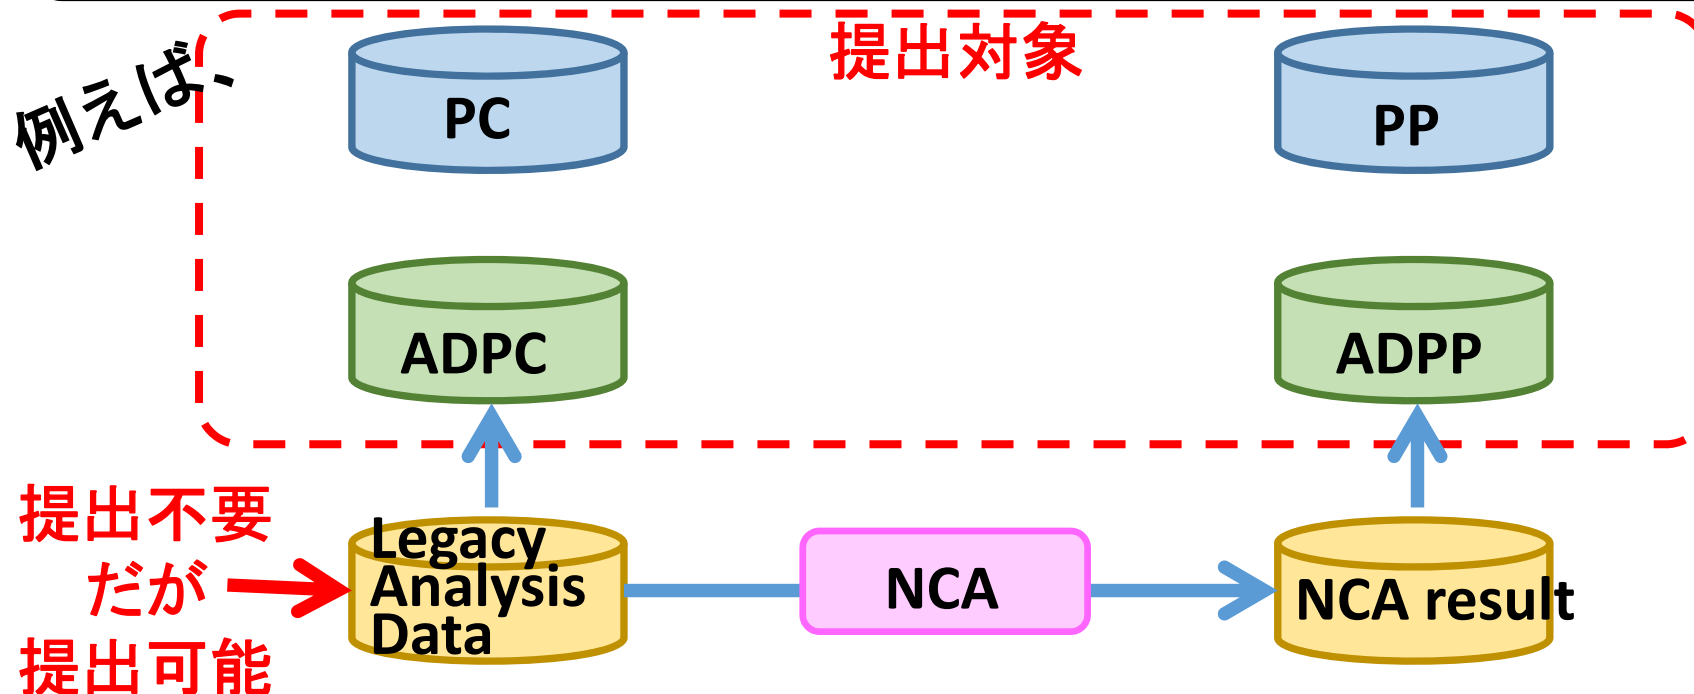 提出対象
例えば、
PC
PP
ADPC
ADPP
提出不要
だが
提出可能
Legacy
Analysis
Data
NCA
NCA result